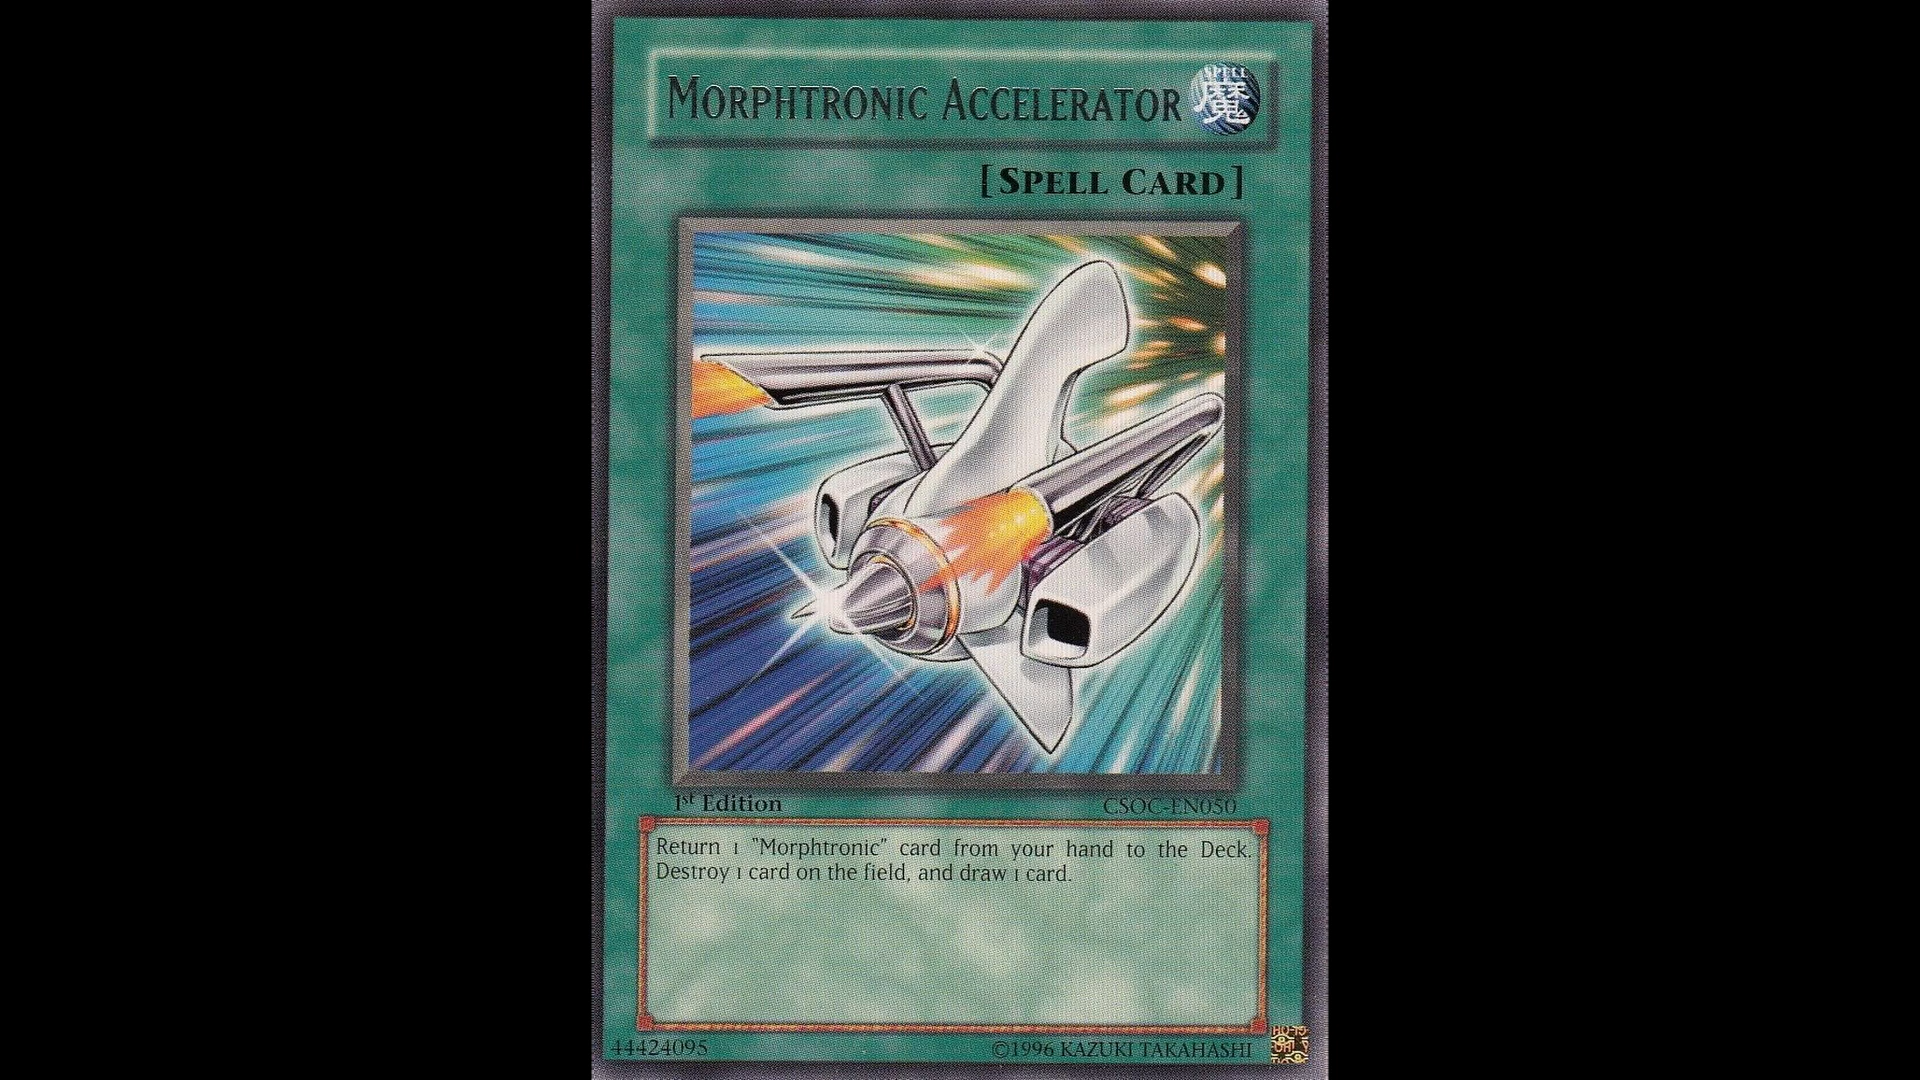 MORPHTRONIC ACCELERATOR
SPELL
魔
[SPELL CARD]
1st Edition
CSOC-EN050
Return 1 "Morphtronic" card from your hand to the Deck.
Destroy 1 card on the field, and draw 1 card.
44424095
©1996 KAZUKI TAKAHASHI